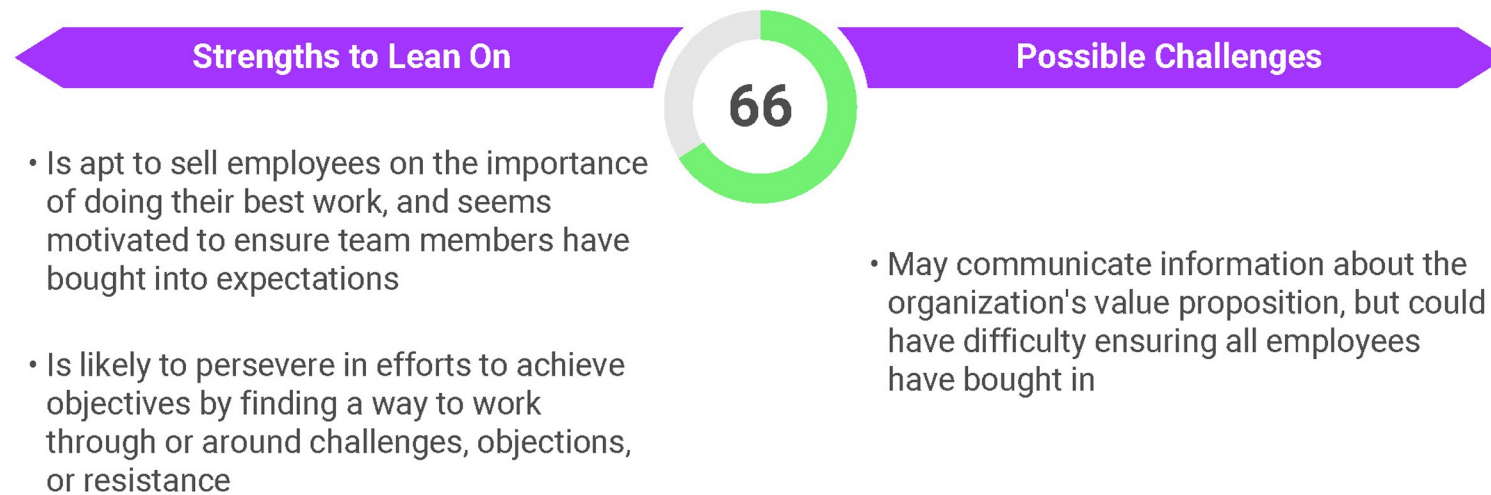 Strengths to Lean On
66
Possible Challenges
• Is apt to sell employees on the importance
of doing their best work, and seems
motivated to ensure team members have
bought into expectations
• Is likely to persevere in efforts to achieve
objectives by finding a way to work
through or around challenges, objections,
or resistance
• May communicate information about the
organization's value proposition, but could
have difficulty ensuring all employees
have bought in